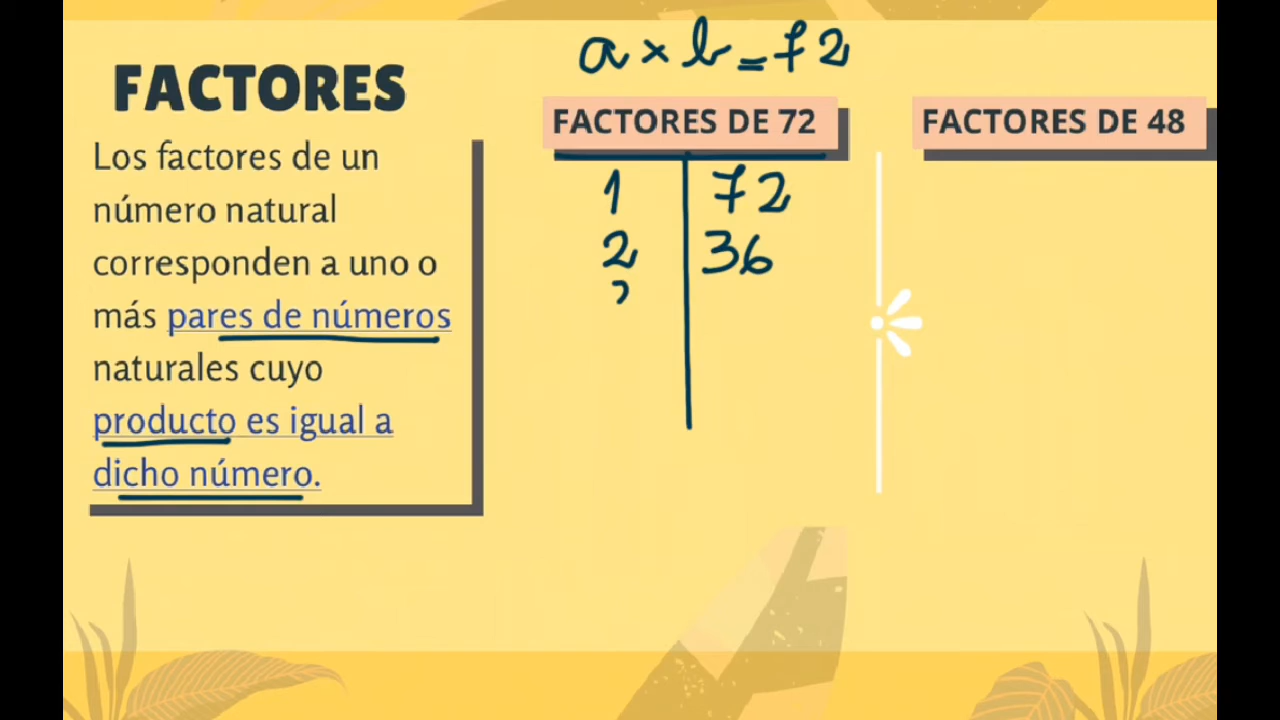 FACTORES
Los factores de un
número natural
corresponden a uno o
más pares de números
naturales cuyo
producto es igual a
dicho número.
a × b = 72
FACTORES DE 72
1 72
2 36
FACTORES DE 48